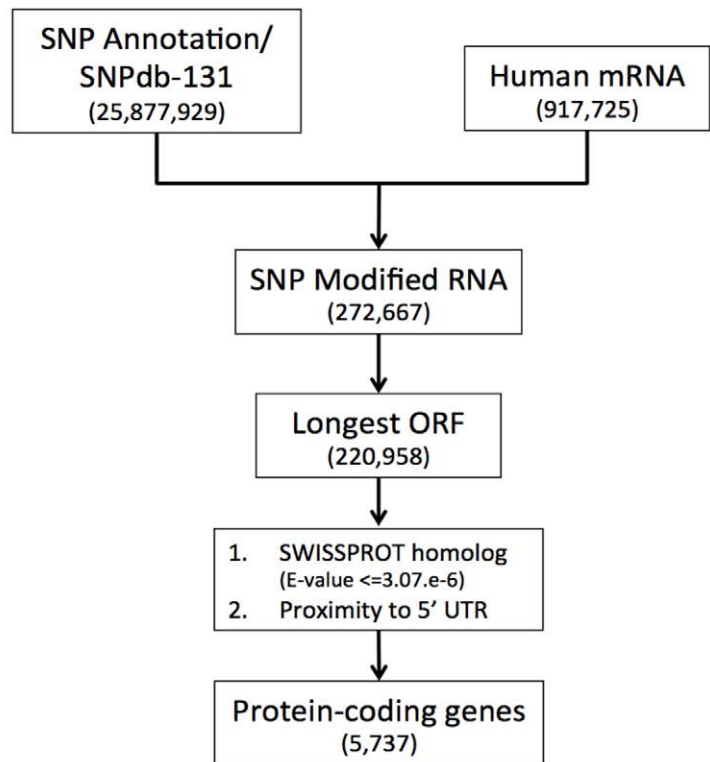 SNP Annotation/
SNPdb-131
(25,877,929)
Human mRNA
(917,725)
SNP Modified RNA
(272,667)
Longest ORF
(220,958)
1. SWISSPROT homolog
(E-value <=3.07.e-6)
2. Proximity to 5’ UTR
Protein-coding genes
(5,737)